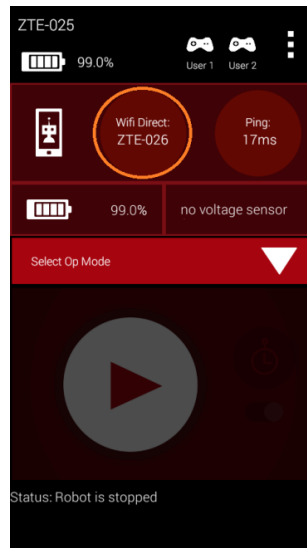 ZTE-025
99.0%
User 1 User 2
Wifi Direct:
ZTE-026
Ping:
17ms
99.0%
no voltage sensor
Select Op Mode
Status: Robot is stopped